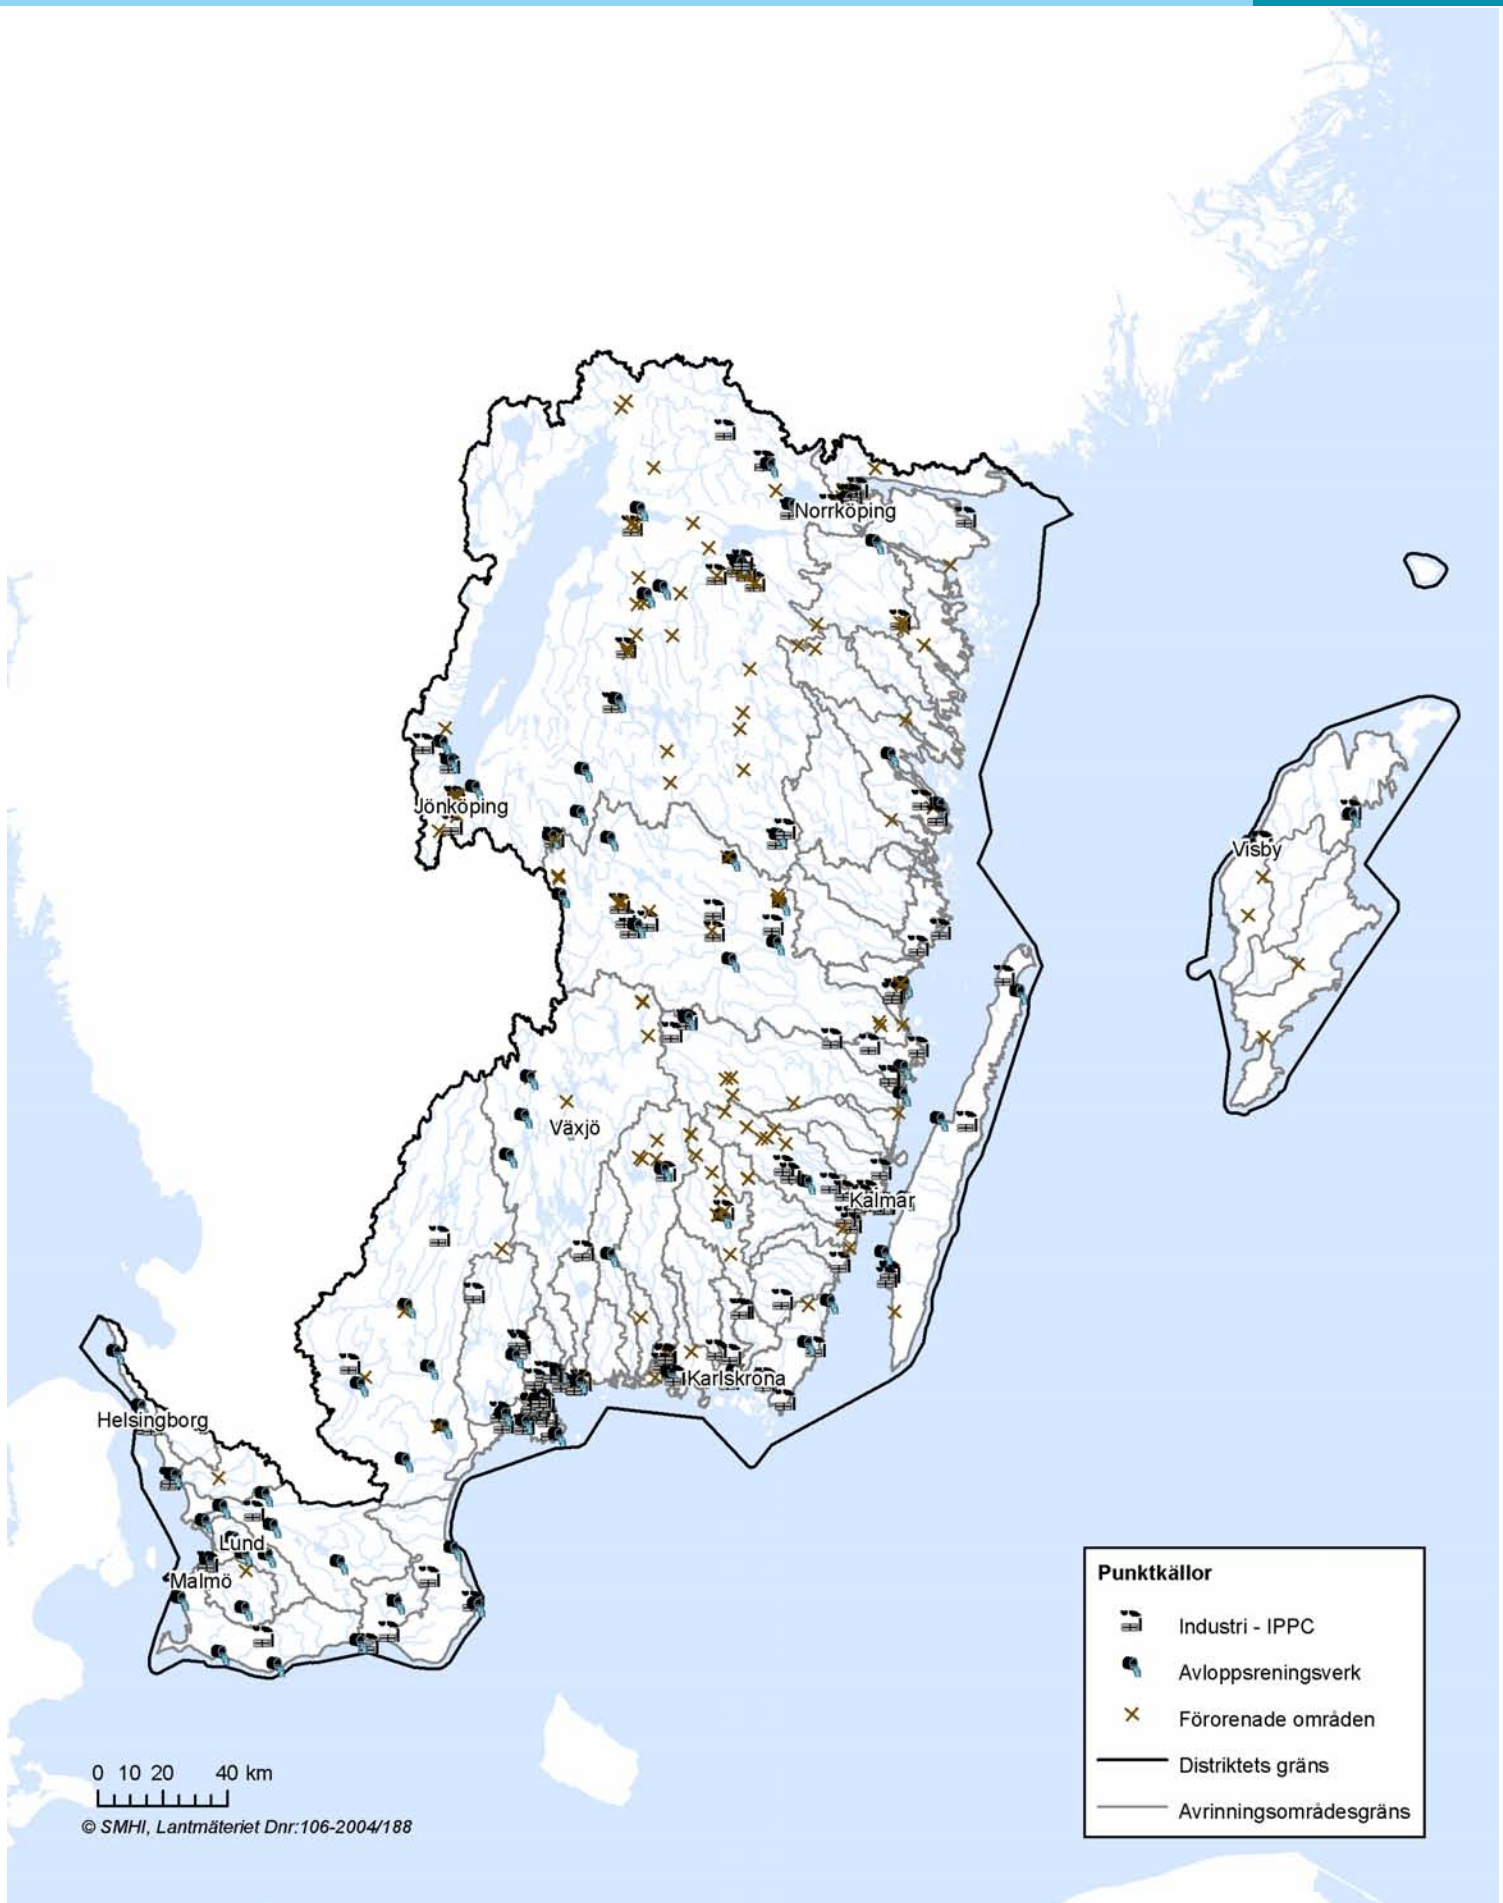 Norrköping
Jönköping
Visby
Växjö
Kalmar
Karlskrona
Helsingborg
Lund
Malmö
Punktkällor
Industri - IPPC
Avloppsreningsverk
Förorenade områden
Distriktets gräns
Avrinningsområdesgräns
0 10 20 40 km
© SMHI, Lantmäteriet Dnr:106-2004/188